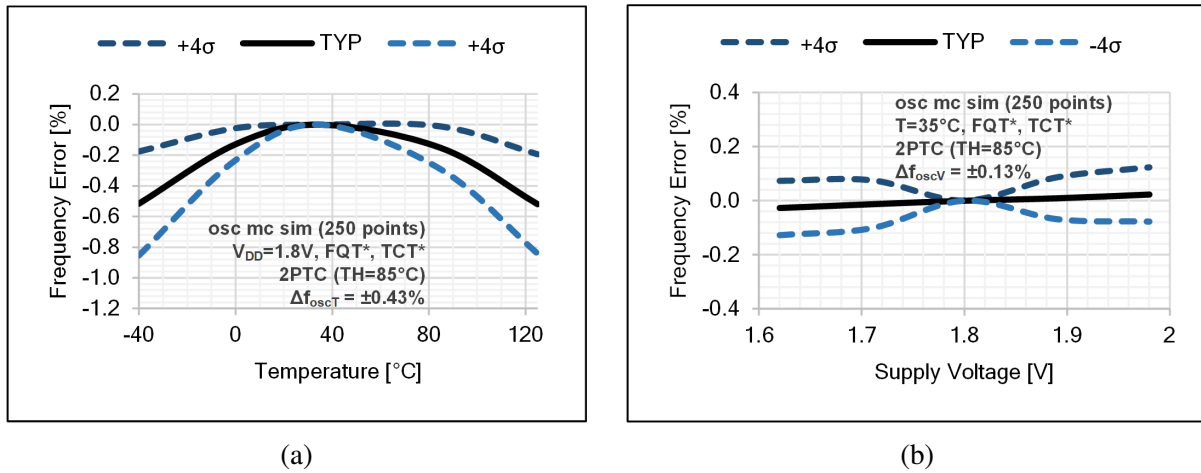 +4σ TYP +4σ
Frequency Error [%]
0.2
0.0
-0.2
-0.4
-0.6
-0.8
-1.0
-1.2
osc mc sim (250 points)
V_DD=1.8V, FQT*, TCT*
2PTC (TH=85°C)
Δf_oscT = ±0.43%
-40 0 40 80 120
Temperature [°C]
(a)
+4σ TYP -4σ
Frequency Error [%]
0.4
0.2
0.0
-0.2
-0.4
osc mc sim (250 points)
T=35°C, FQT*, TCT*
2PTC (TH=85°C)
Δf_oscV = ±0.13%
1.6 1.7 1.8 1.9 2
Supply Voltage [V]
(b)